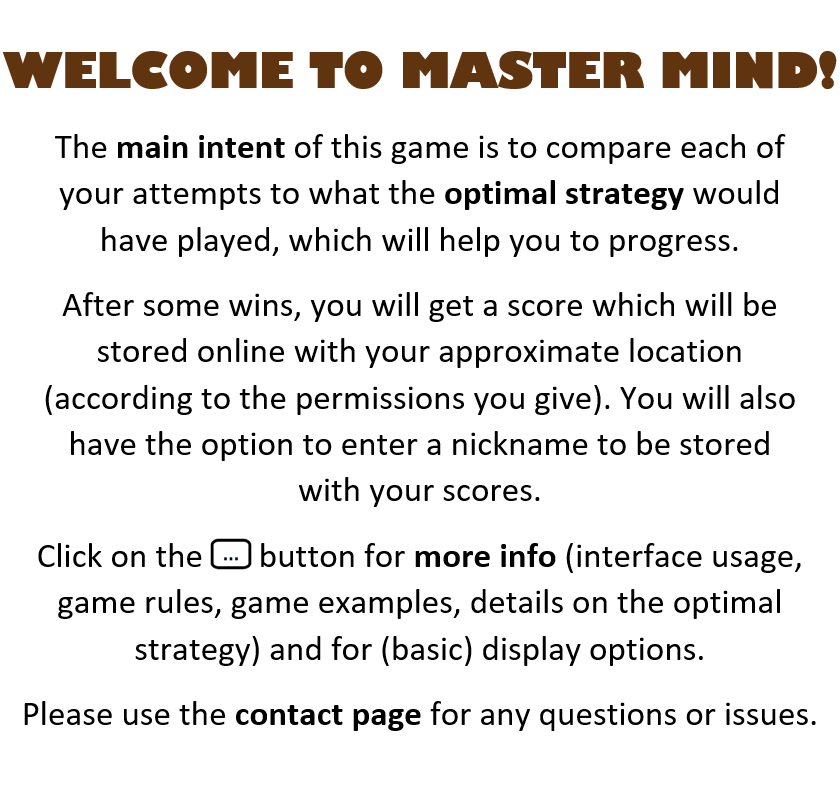 WELCOME TO MASTER MIND!
The main intent of this game is to compare each of
your attempts to what the optimal strategy would
have played, which will help you to progress.
After some wins, you will get a score which will be
stored online with your approximate location
(according to the permissions you give). You will also
have the option to enter a nickname to be stored
with your scores.
Click on the ... button for more info (interface usage,
game rules, game examples, details on the optimal
strategy) and for (basic) display options.
Please use the contact page for any questions or issues.